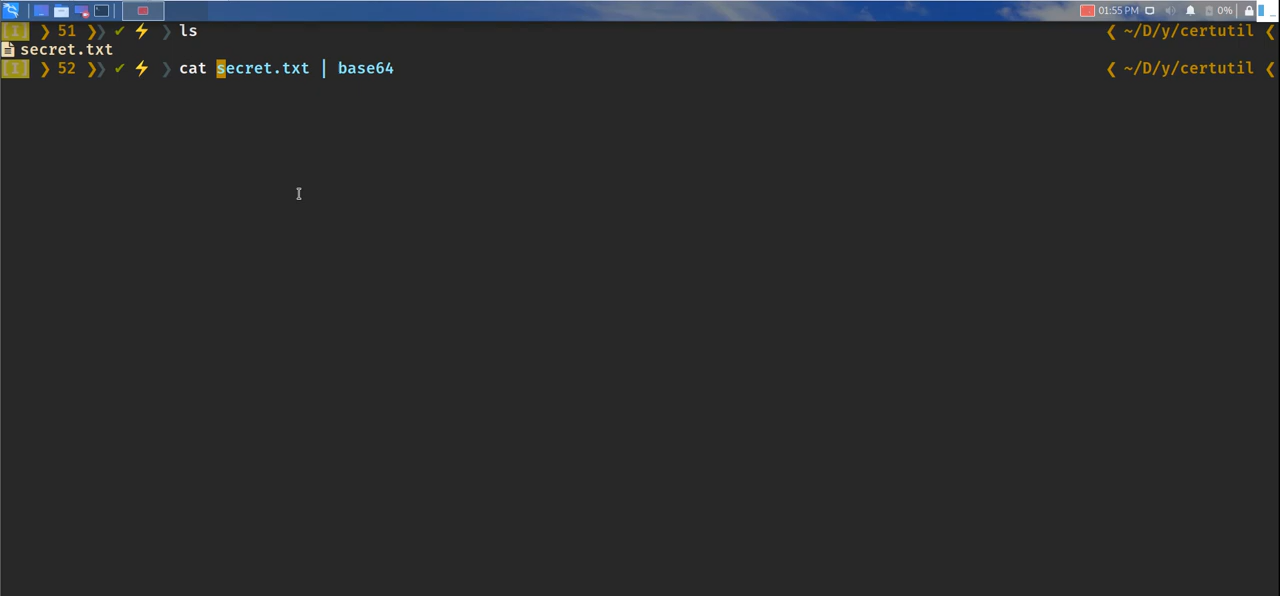 01:55 PM 0%
[I] ❯ 51 ❯❯ ✔ ⚡ ❯ ls ❮ ~/D/y/certutil ❮
secret.txt
[I] ❯ 52 ❯❯ ✔ ⚡ ❯ cat secret.txt | base64 ❮ ~/D/y/certutil ❮